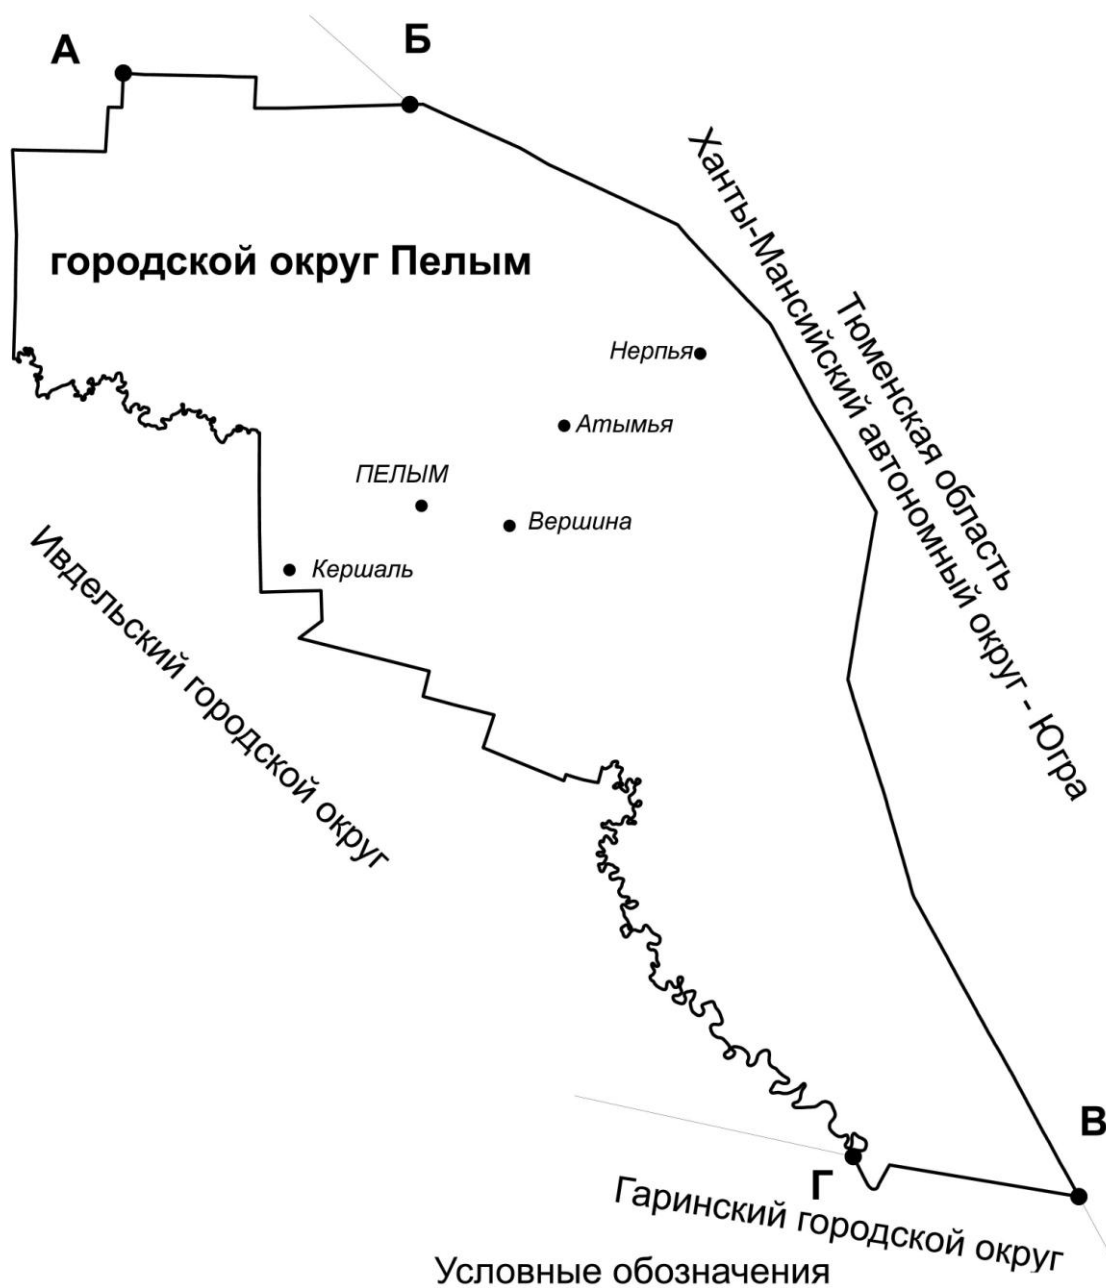 А
Б
Ханты-Мансийский автономный округ - Югра
Тюменская область
городской округ Пелым
Нерпья
Атымья
ПЕЛЫМ
Вершина
Кершаль
Ивдельский городской округ
В
Г
Гаринский городской округ
Условные обозначения